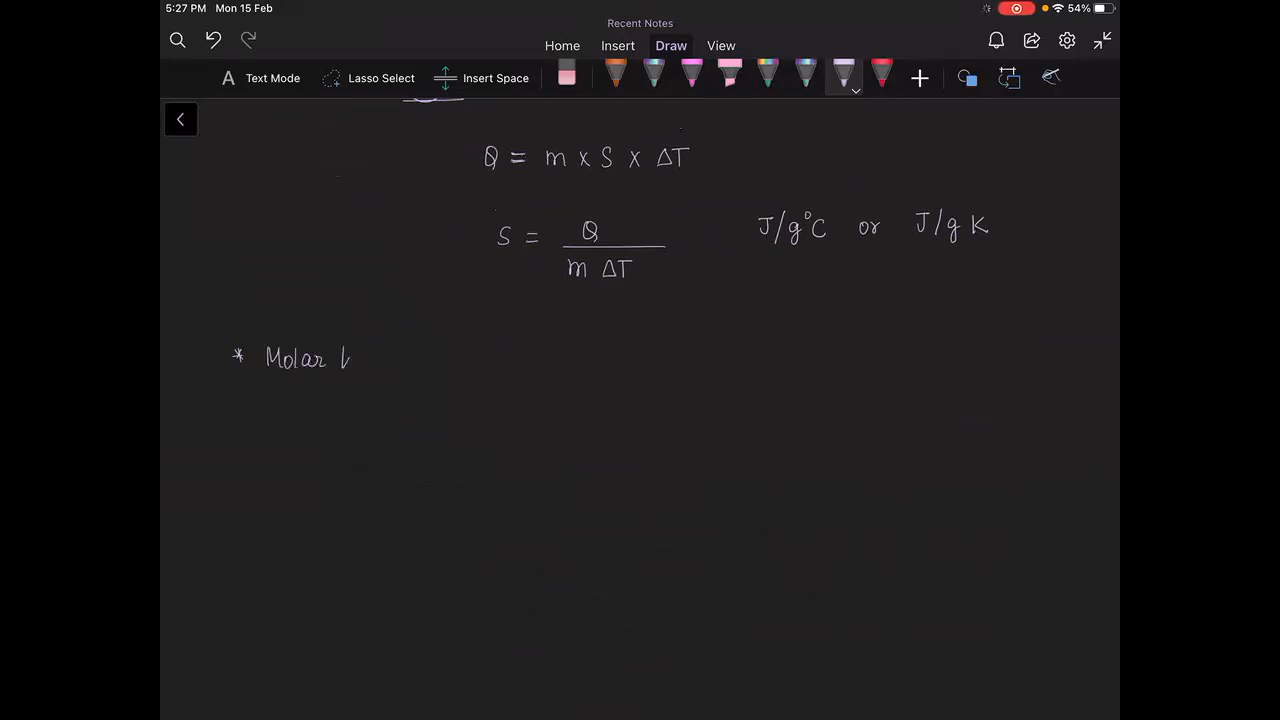 5:27 PM Mon 15 Feb
54%
Recent Notes
Home Insert Draw View
A Text Mode Lasso Select Insert Space
Q = m x S x ΔT
S = Q / m ΔT
J/g°C or J/g K
* Molar